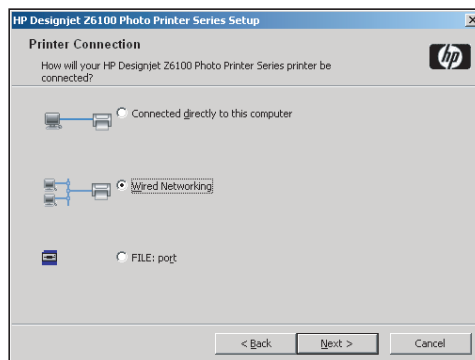 HP Designjet Z6100 Photo Printer Series Setup
Printer Connection
How will your HP Designjet Z6100 Photo Printer Series printer be
connected?
hp
Connected directly to this computer
Wired Networking
FILE: port
< Back
Next >
Cancel